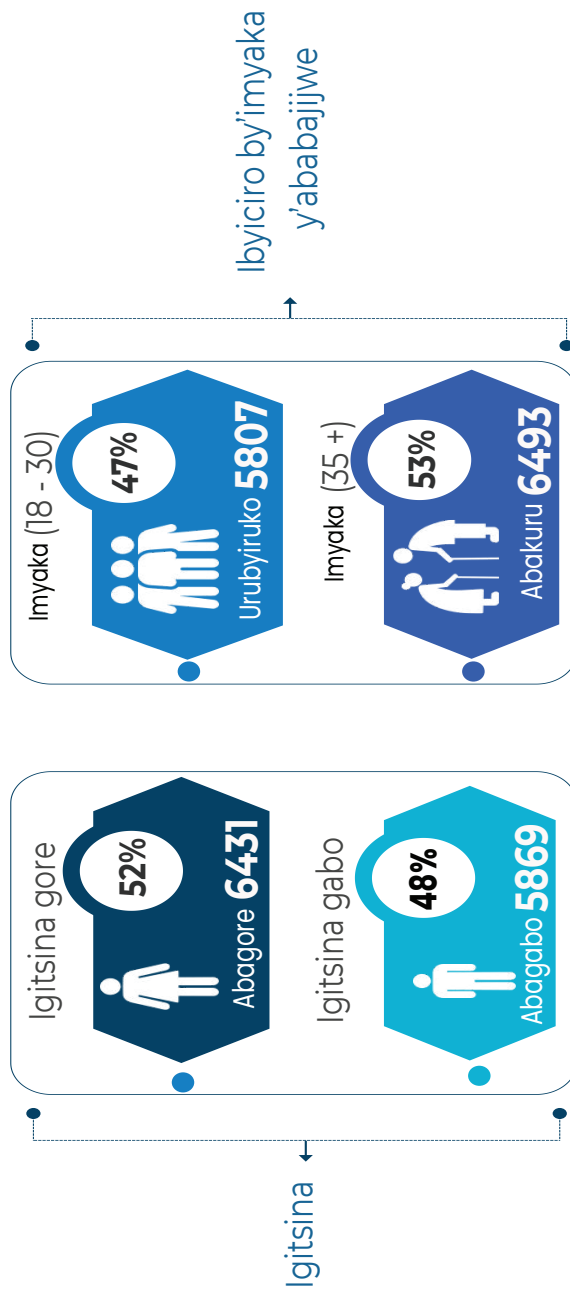 Igitsina
Igitsina gore
52%
Abagore 6431
Igitsina gabo
48%
Abagabo 5869
Imyaka (18 - 30)
47%
Urubyiruko 5807
Imyaka (35 +)
53%
Abakuru 6493
Ibyiciro by'imyaka
y'ababajijwe